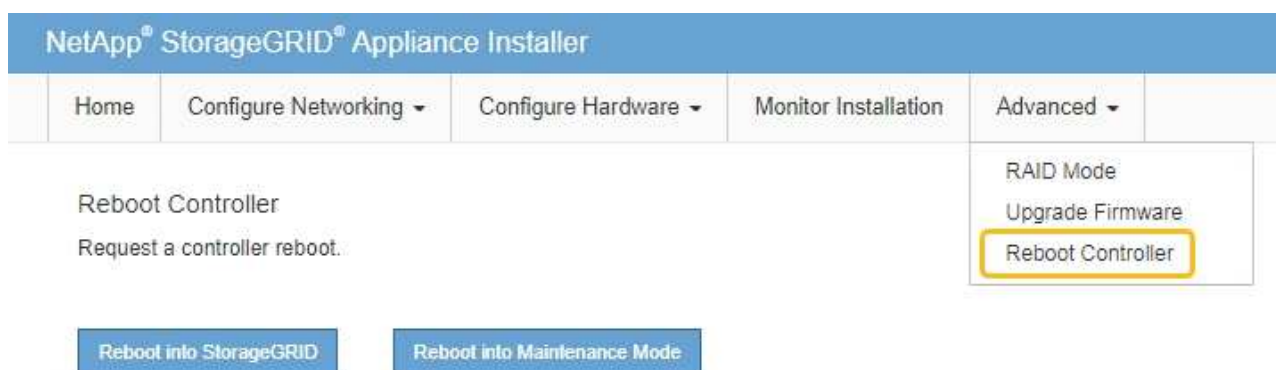 NetApp® StorageGRID® Appliance Installer
Home Configure Networking Configure Hardware Monitor Installation Advanced
RAID Mode
Upgrade Firmware
Reboot Controller
Reboot Controller
Request a controller reboot.
Reboot into StorageGRID Reboot into Maintenance Mode